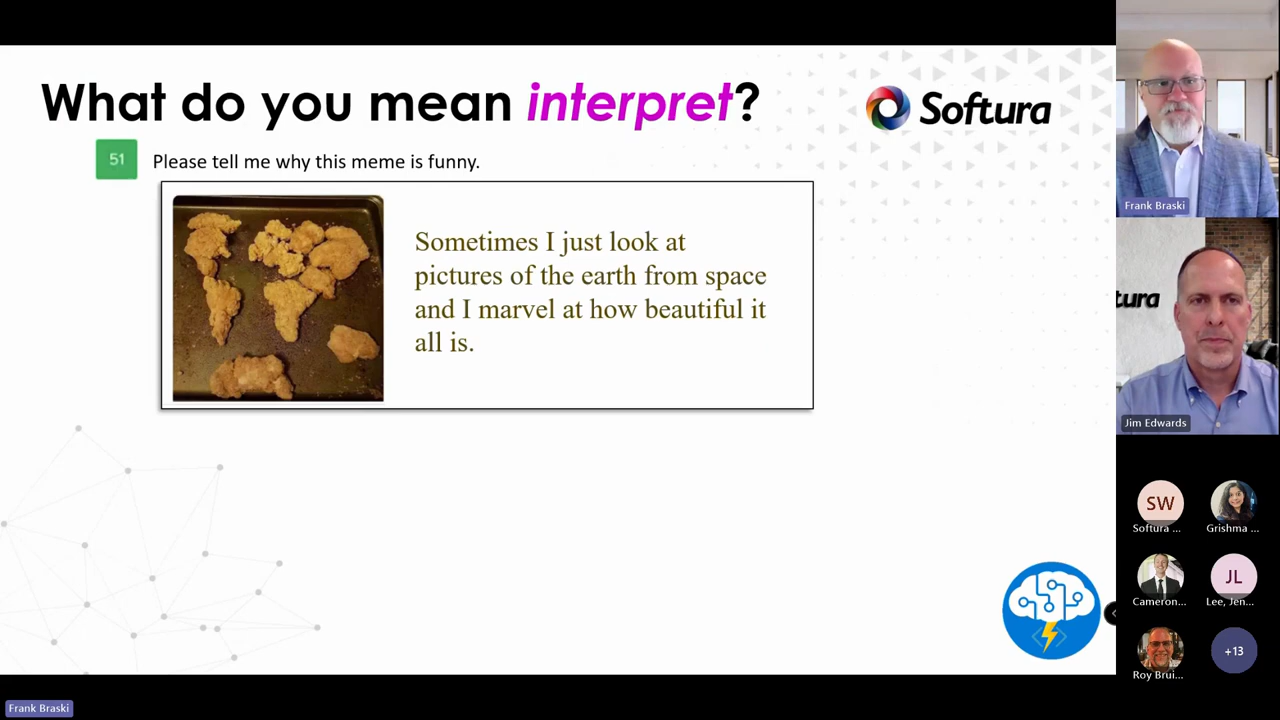 What do you mean interpret?
Softura
51
Please tell me why this meme is funny.
Sometimes I just look at
pictures of the earth from space
and I marvel at how beautiful it
all is.
Frank Braski
tura
Jim Edwards
SW
Softura ...
Grishma ...
Cameron...
JL
Lee, Jen...
Roy Brui...
+13
Frank Braski